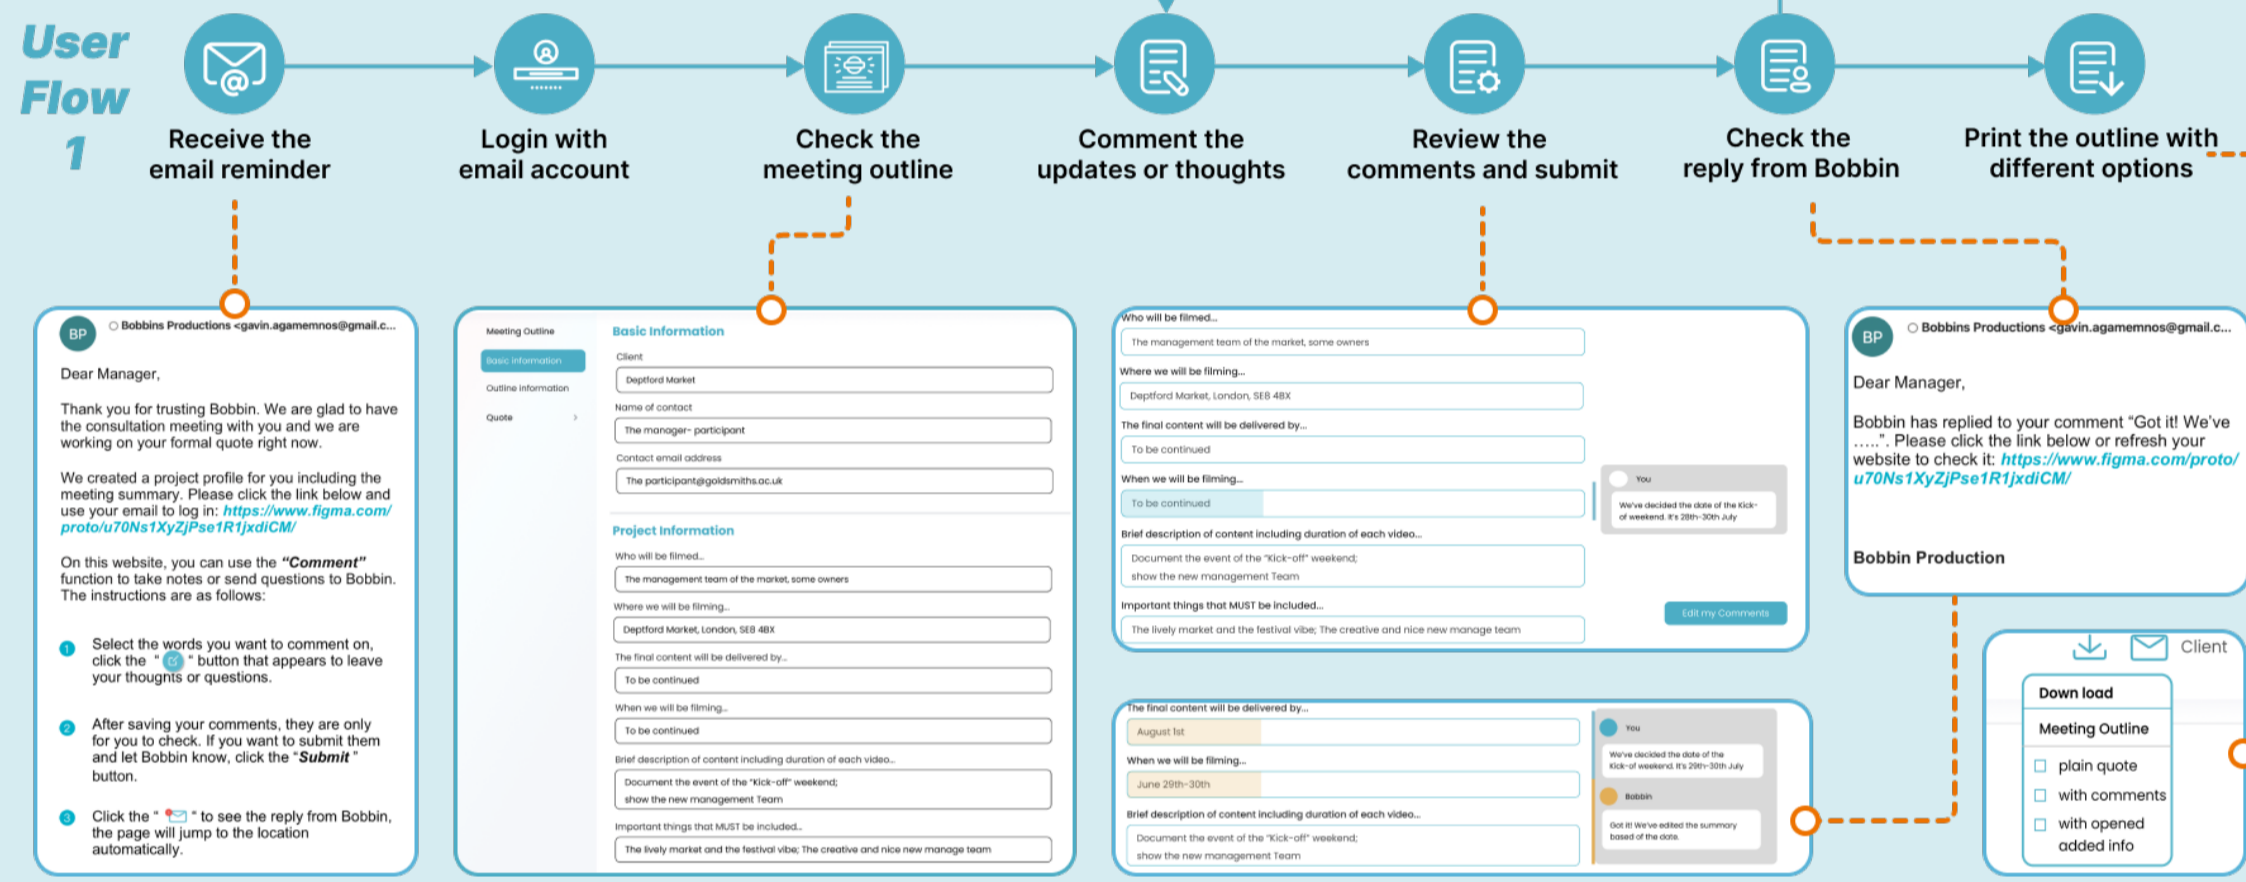 User
Flow
1
Receive the
email reminder
Login with
email account
Check the
meeting outline
Comment the
updates or thoughts
Review the
comments and submit
Check the
reply from Bobbin
Print the outline with
different options
BP
Bobbins Productions <gavin.agamemnos@gmail.c...
Dear Manager,
Thank you for trusting Bobbin. We are glad to have
the consultation meeting with you and we are
working on your formal quote right now.
We created a project profile for you including the
meeting summary. Please click the link below and
use your email to log in: https://www.figma.com/
proto/u70Ns1XyZjPse1R1jxdiCM/
On this website, you can use the "Comment"
function to take notes or send questions to Bobbin.
The instructions are as follows:
1 Select the words you want to comment on,
click the " " button that appears to leave
your thoughts or questions.
2 After saving your comments, they are only
for you to check. If you want to submit them
and let Bobbin know, click the "Submit "
button.
3 Click the " " to see the reply from Bobbin,
the page will jump to the location
automatically.
Meeting Outline
Basic information
Outline information
Quote >
Basic Information
Client
Deptford Market
Name of contact
The manager- participant
Contact email address
The participant@goldsmiths.ac.uk
Project Information
Who will be filmed...
The management team of the market, some owners
Where we will be filming...
Deptford Market, London, SE8 4BX
The final content will be delivered by...
To be continued
When we will be filming...
To be continued
Brief description of content including duration of each video...
Document the event of the "Kick-off" weekend;
show the new management Team
Important things that MUST be included...
The lively market and the festival vibe; The creative and nice new manage team
Who will be filmed...
The management team of the market, some owners
Where we will be filming...
Deptford Market, London, SE8 4BX
The final content will be delivered by...
To be continued
When we will be filming...
To be continued
Brief description of content including duration of each video...
Document the event of the "Kick-off" weekend;
show the new management Team
Important things that MUST be included...
The lively market and the festival vibe; The creative and nice new manage team
You
We've decided the date of the Kick-
of weekend. It's 28th-30th July
Edit my Comments
The final content will be delivered by...
August 1st
When we will be filming...
June 29th-30th
Brief description of content including duration of each video...
Document the event of the "Kick-off" weekend;
show the new management Team
You
We've decided the date of the
Kick-of weekend. It's 29th-30th July
Bobbin
Got it! We've edited the summary
based of the date.
BP
Bobbins Productions <gavin.agamemnos@gmail.c...
Dear Manager,
Bobbin has replied to your comment "Got it! We've
.....". Please click the link below or refresh your
website to check it: https://www.figma.com/proto/
u70Ns1XyZjPse1R1jxdiCM/
Bobbin Production
Client
Down load
Meeting Outline
plain quote
with comments
with opened
added info